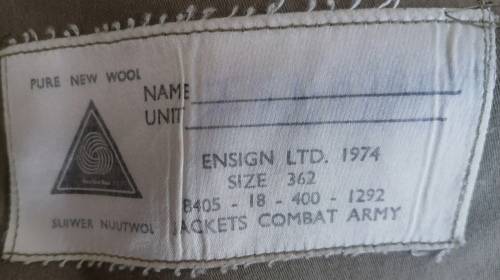 PURE NEW WOOL
NAME
UNIT
ENSIGN LTD. 1974
SIZE 362
8405 - 18 - 400 - 1292
SUIWER NUUTWOL JACKETS COMBAT ARMY